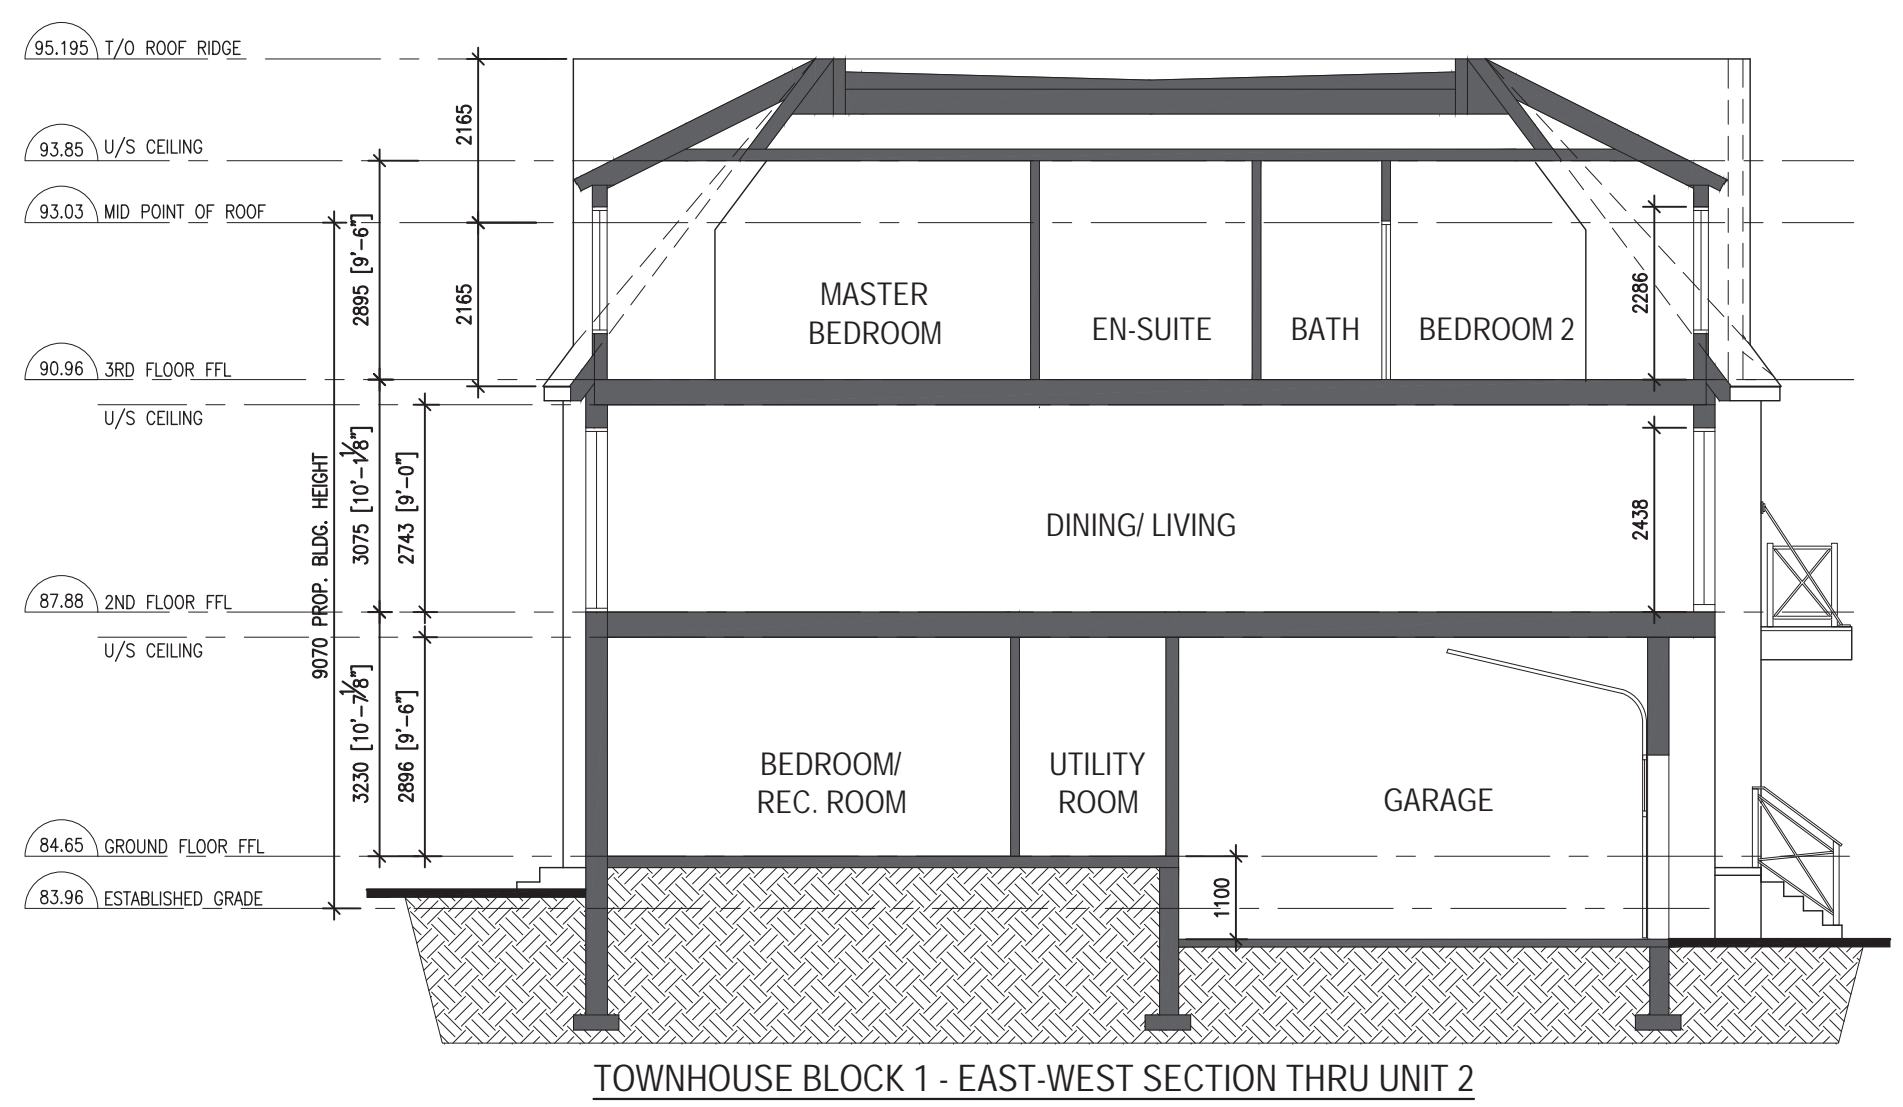 95.195 T/O ROOF RIDGE
93.85 U/S CEILING
93.03 MID POINT OF ROOF
90.96 3RD FLOOR FFL
U/S CEILING
87.88 2ND FLOOR FFL
U/S CEILING
84.65 GROUND FLOOR FFL
83.96 ESTABLISHED GRADE
9070 PROP. BLDG. HEIGHT
2895 [9'-6"]
3075 [10'-1⅛"]
3230 [10'-7⅛"]
2743 [9'-0"]
2896 [9'-6"]
2165
2165
MASTER
BEDROOM
EN-SUITE
BATH
BEDROOM 2
2286
DINING/ LIVING
2438
BEDROOM/
REC. ROOM
UTILITY
ROOM
GARAGE
1100
TOWNHOUSE BLOCK 1 - EAST-WEST SECTION THRU UNIT 2